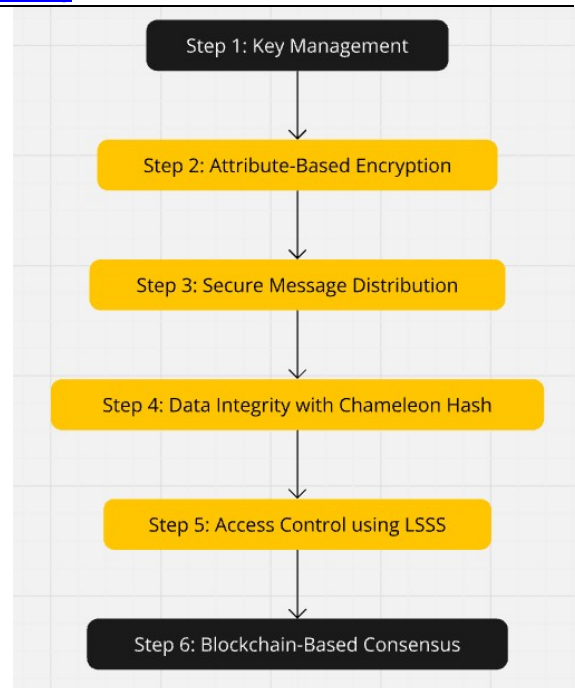 Step 1: Key Management
Step 2: Attribute-Based Encryption
Step 3: Secure Message Distribution
Step 4: Data Integrity with Chameleon Hash
Step 5: Access Control using LSSS
Step 6: Blockchain-Based Consensus